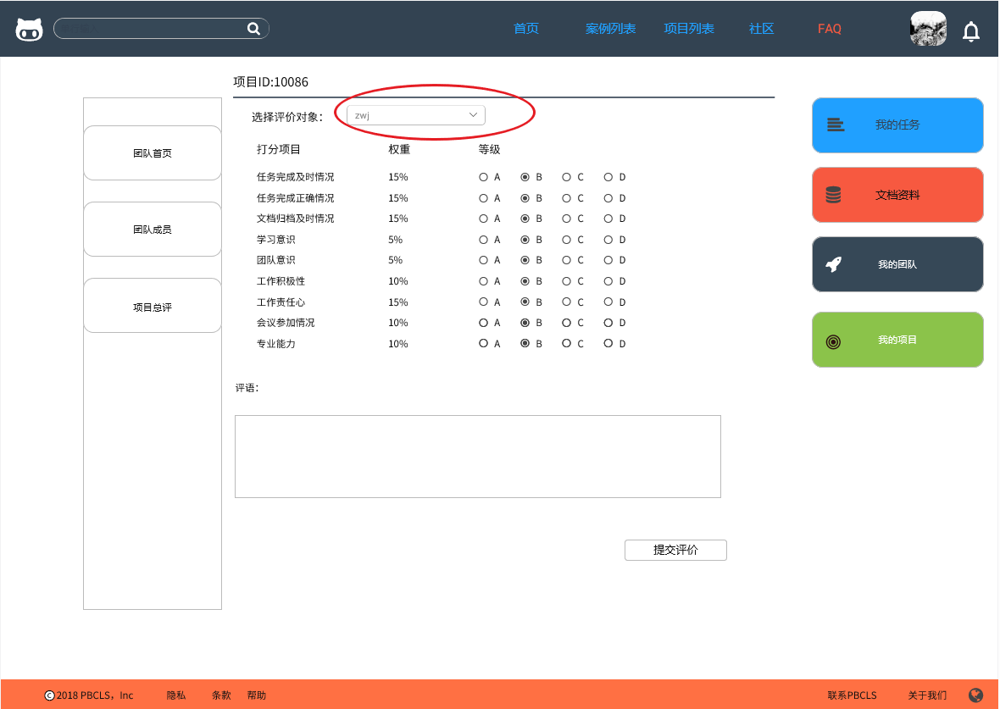 首页 案例列表 项目列表 社区 FAQ
项目ID:10086
选择评价对象: zwj
团队首页
团队成员
项目总评
打分项目 权重 等级
任务完成及时情况 15% A B C D
任务完成正确情况 15% A B C D
文档归档及时情况 15% A B C D
学习意识 5% A B C D
团队意识 5% A B C D
工作积极性 10% A B C D
工作责任心 15% A B C D
会议参加情况 10% A B C D
专业能力 10% A B C D
评语:
提交评价
我的任务
文档资料
我的团队
我的项目
©2018 PBCLS，Inc 隐私 条款 帮助 联系PBCLS 关于我们